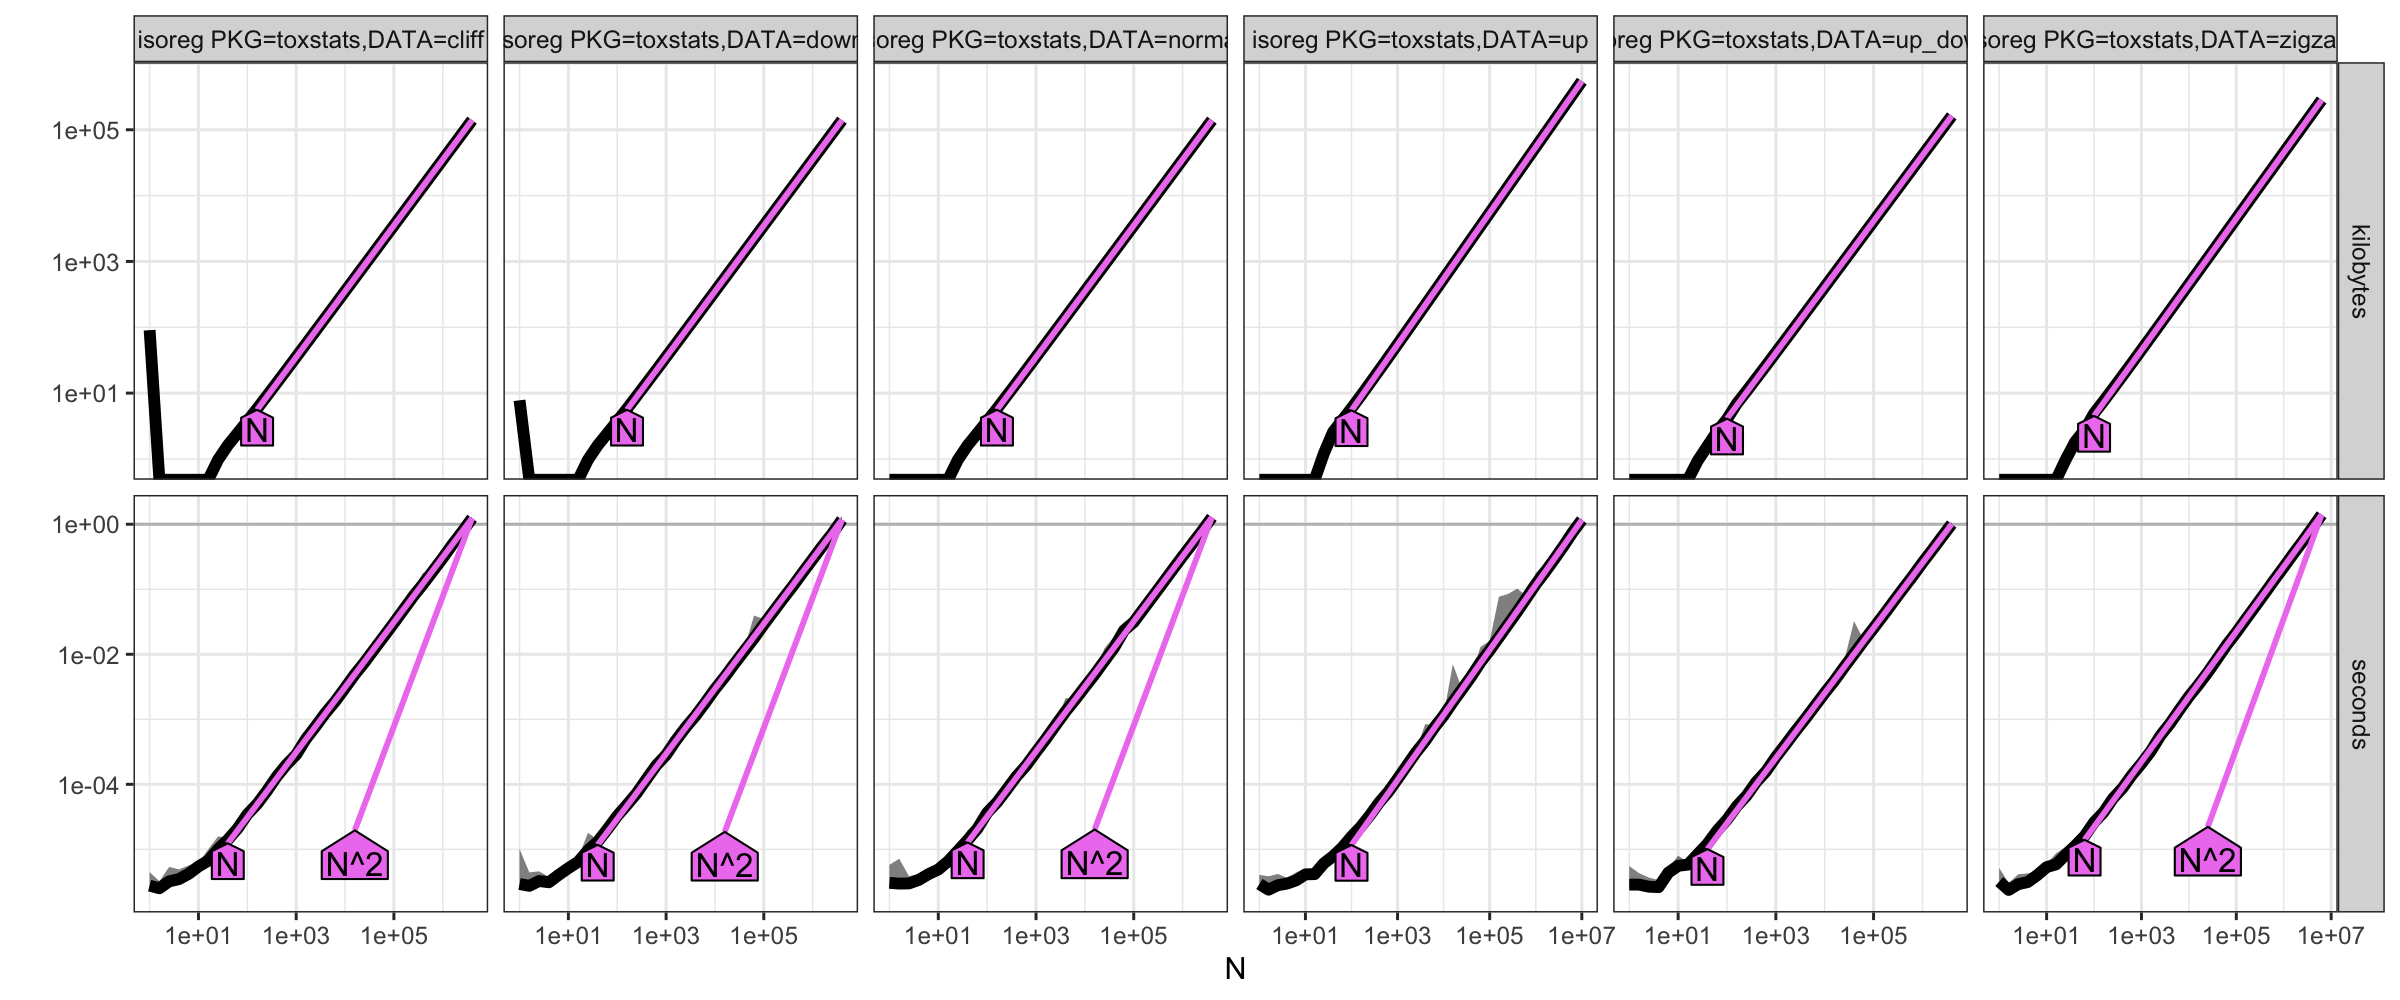 isoreg PKG=toxstats,DATA=cliff
soreg PKG=toxstats,DATA=down
oreg PKG=toxstats,DATA=norma
isoreg PKG=toxstats,DATA=up
reg PKG=toxstats,DATA=up_dow
soreg PKG=toxstats,DATA=zigza
1e+05
1e+03
1e+01
N
N
N
N
N
N
kilobytes
1e+00
1e-02
1e-04
N
N^2
N
N^2
N
N^2
N
N
N
N^2
seconds
1e+01 1e+03 1e+05
1e+01 1e+03 1e+05
1e+01 1e+03 1e+05
1e+01 1e+03 1e+05 1e+07
1e+01 1e+03 1e+05
1e+01 1e+03 1e+05 1e+07
N